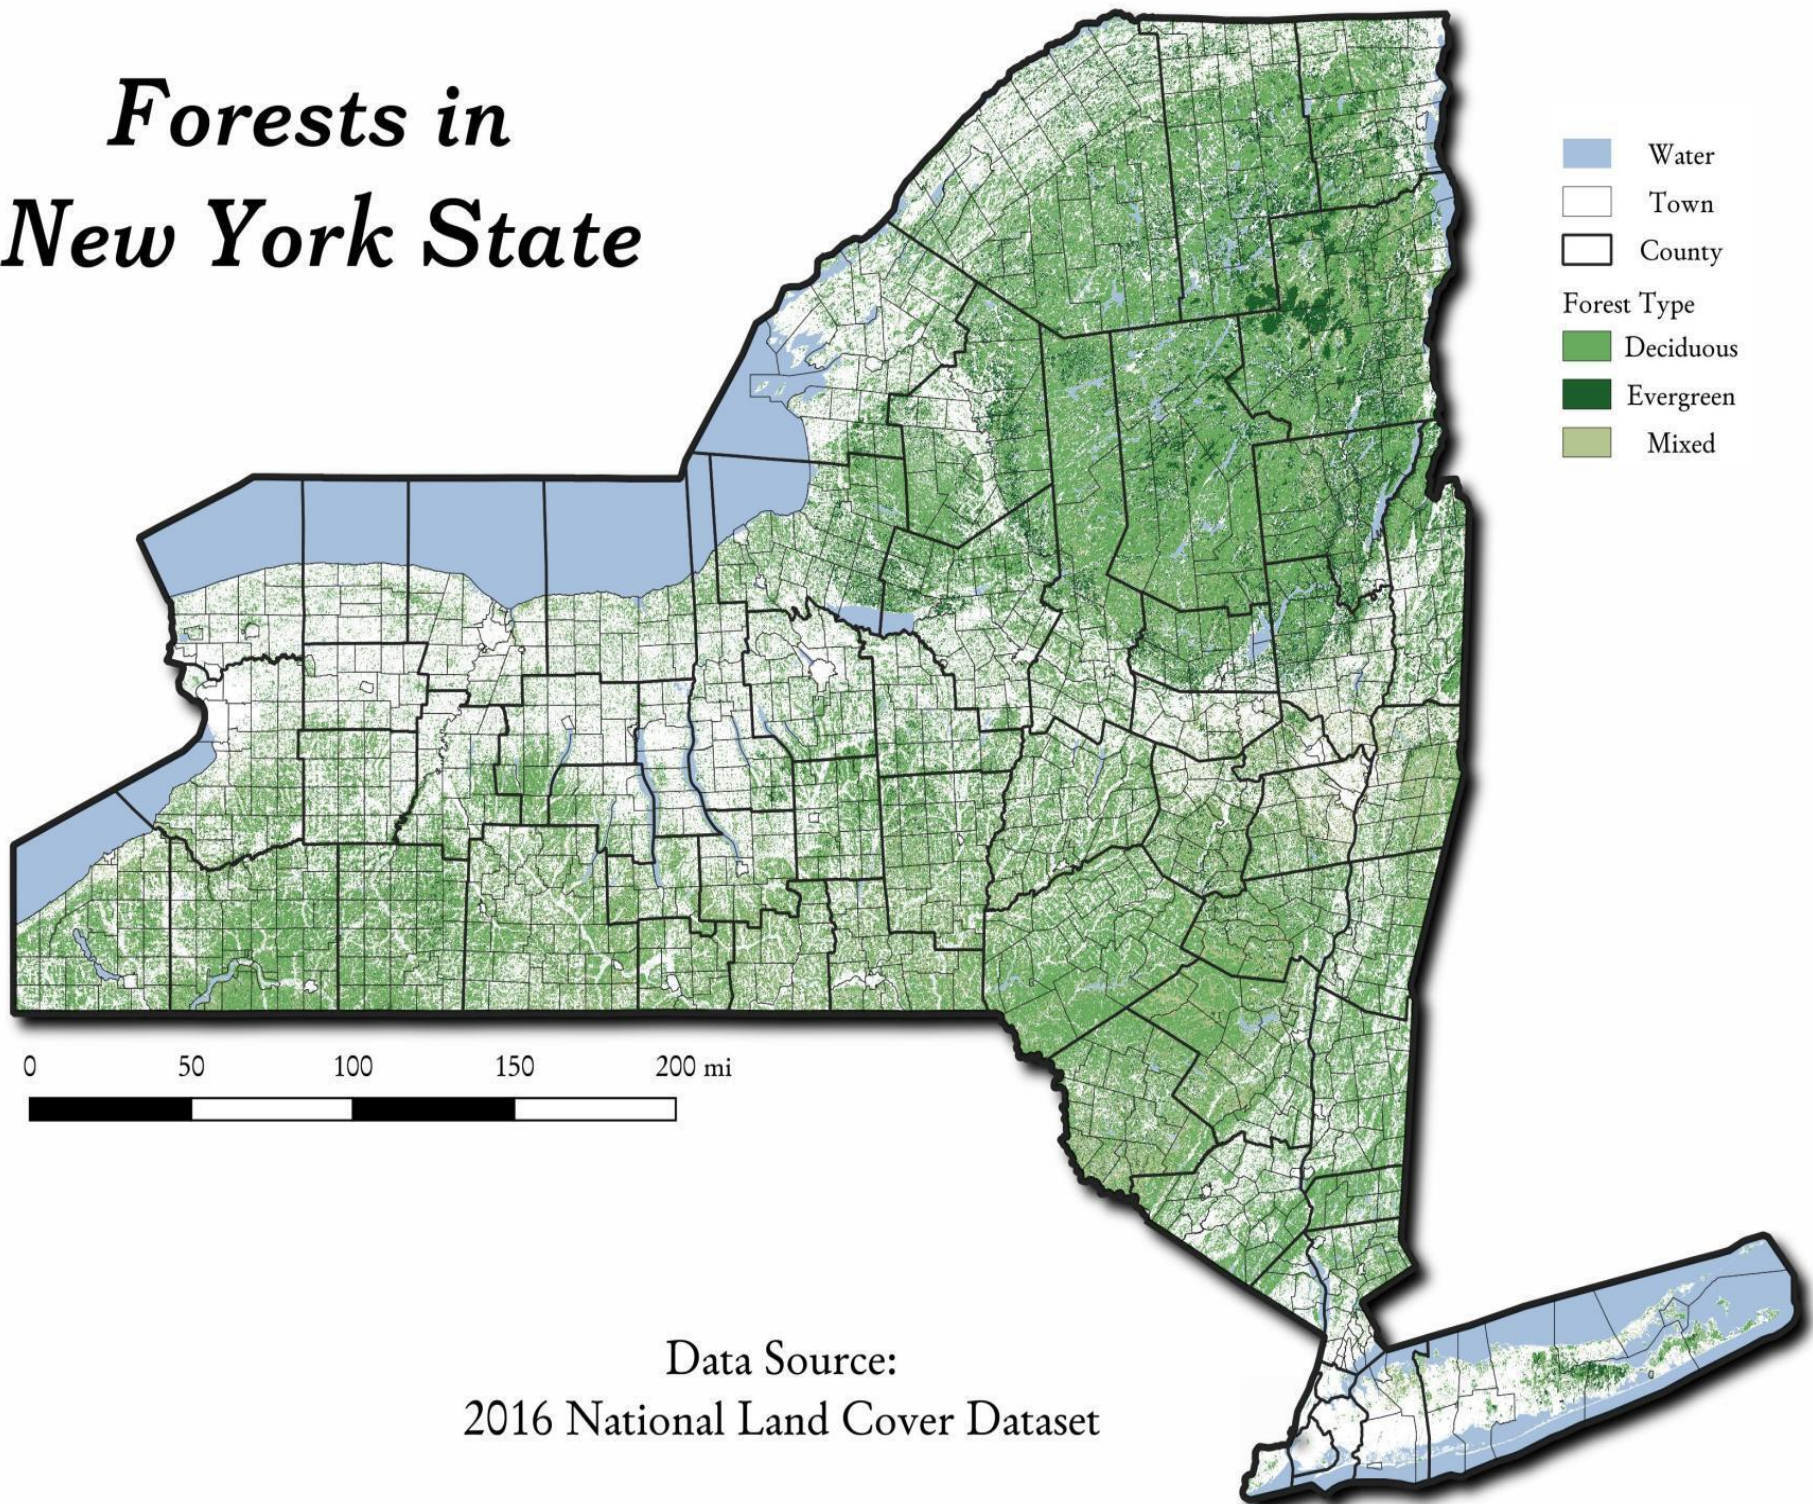 Forests in
New York State
Water
Town
County
Forest Type
Deciduous
Evergreen
Mixed
0 50 100 150 200 mi
Data Source:
2016 National Land Cover Dataset